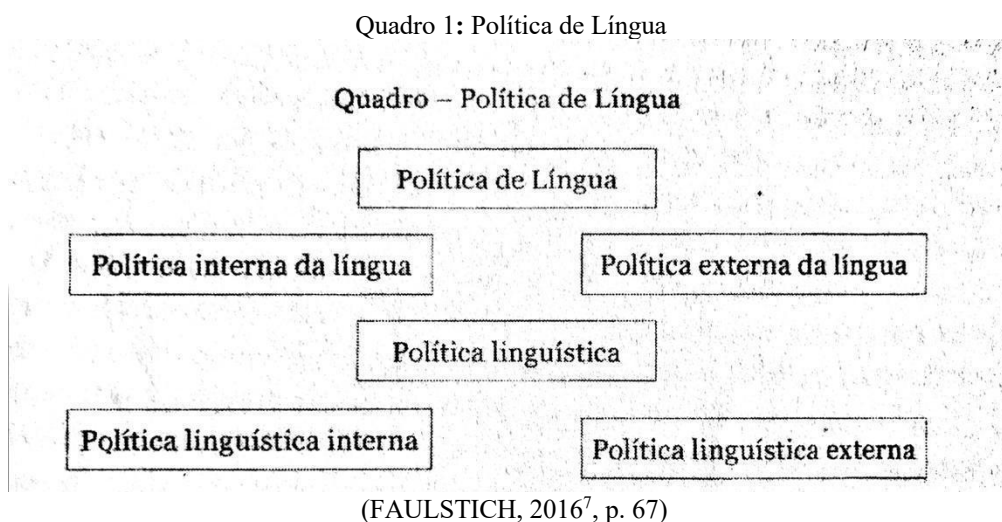 Quadro 1: Política de Língua
Quadro – Política de Língua
Política de Língua
Política interna da língua
Política externa da língua
Política linguística
Política linguística interna
Política linguística externa
(FAULSTICH, 2016⁷, p. 67)